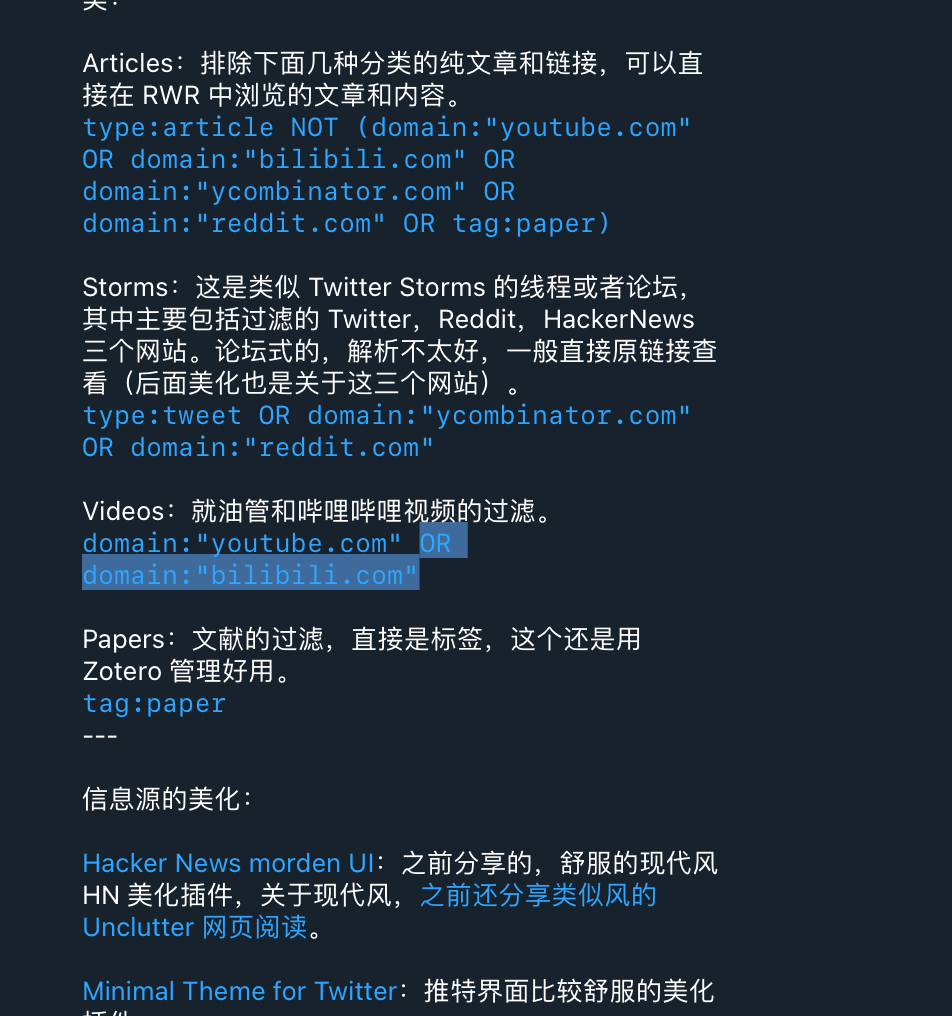 类：
Articles：排除下面几种分类的纯文章和链接，可以直
接在 RWR 中浏览的文章和内容。
type:article NOT (domain:"youtube.com"
OR domain:"bilibili.com" OR
domain:"ycombinator.com" OR
domain:"reddit.com" OR tag:paper)
Storms：这是类似 Twitter Storms 的线程或者论坛，
其中主要包括过滤的 Twitter，Reddit，HackerNews
三个网站。论坛式的，解析不太好，一般直接原链接查
看（后面美化也是关于这三个网站）。
type:tweet OR domain:"ycombinator.com"
OR domain:"reddit.com"
Videos：就油管和哔哩哔哩视频的过滤。
domain:"youtube.com" OR
domain:"bilibili.com"
Papers：文献的过滤，直接是标签，这个还是用
Zotero 管理好用。
tag:paper
---
信息源的美化：
Hacker News morden UI：之前分享的，舒服的现代风
HN 美化插件，关于现代风，之前还分享类似风的
Unclutter 网页阅读。
Minimal Theme for Twitter：推特界面比较舒服的美化
插件